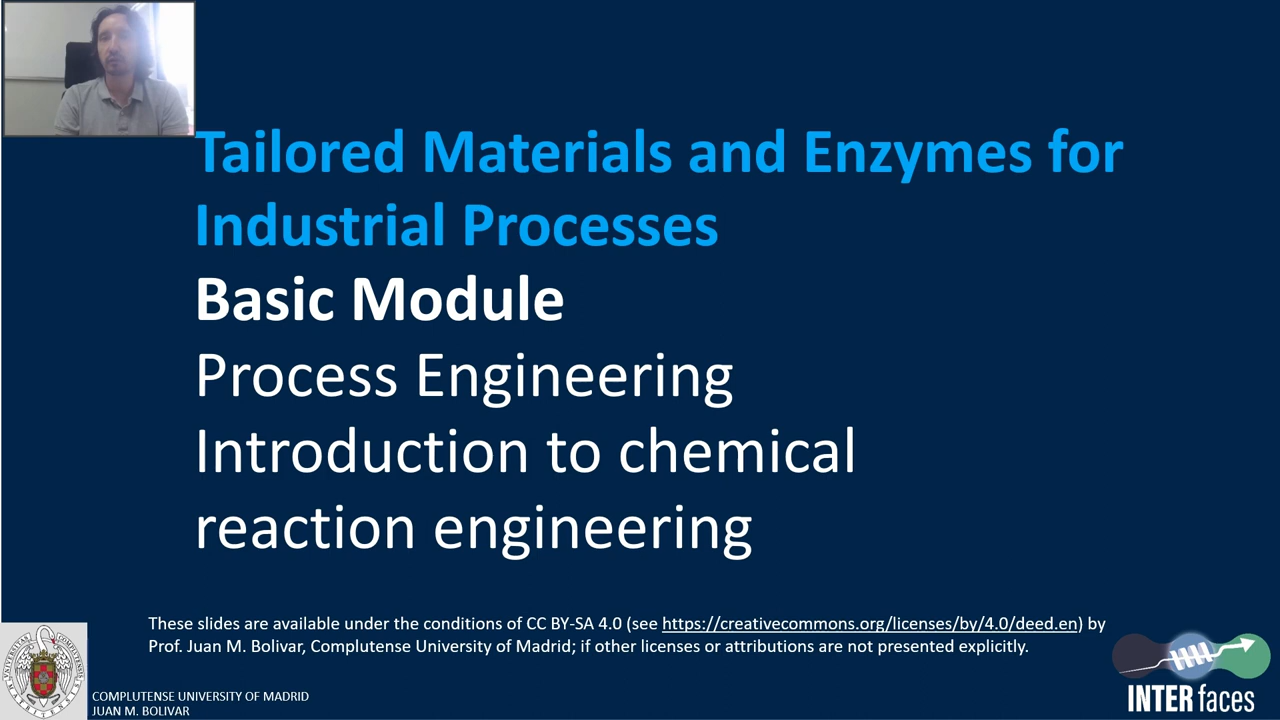 Tailored Materials and Enzymes for
Industrial Processes
Basic Module
Process Engineering
Introduction to chemical
reaction engineering
These slides are available under the conditions of CC BY-SA 4.0 (see https://creativecommons.org/licenses/by/4.0/deed.en) by
Prof. Juan M. Bolivar, Complutense University of Madrid; if other licenses or attributions are not presented explicitly.
COMPLUTENSE UNIVERSITY OF MADRID
JUAN M. BOLIVAR
INTERfaces